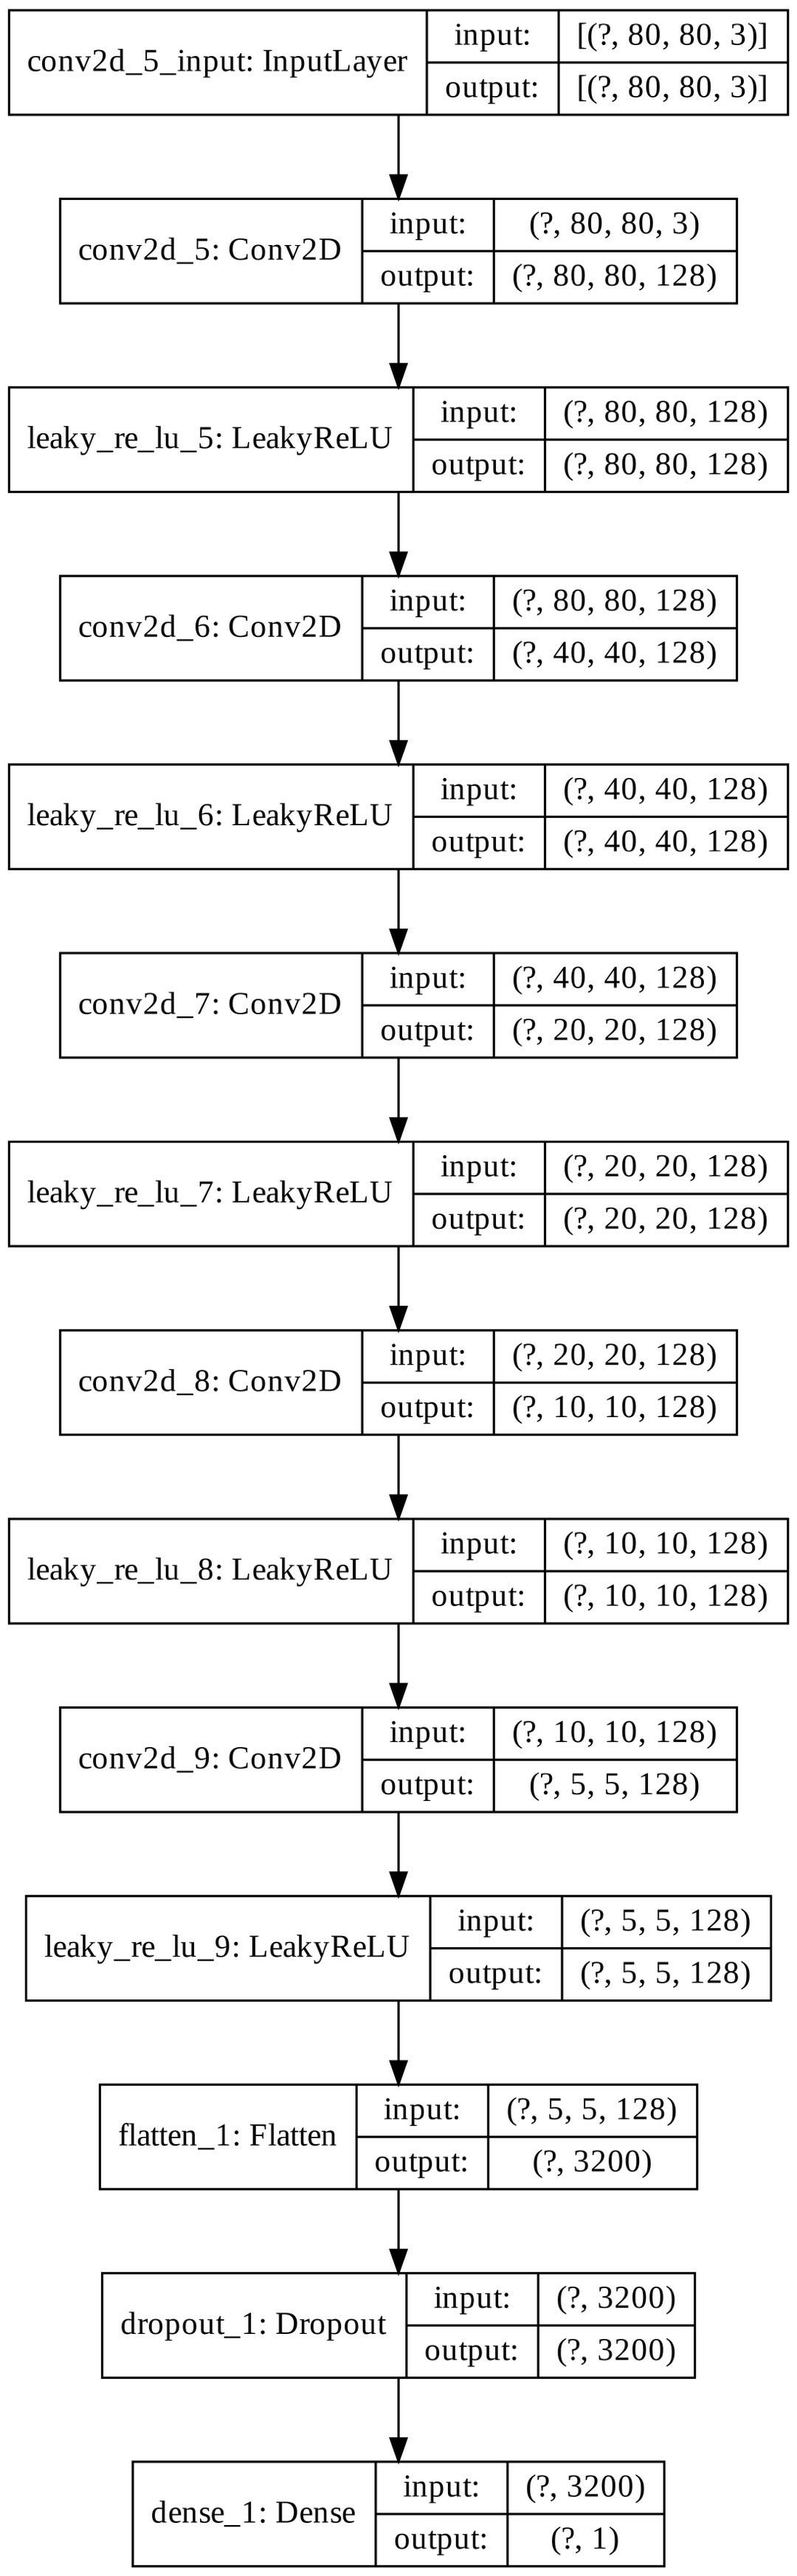 conv2d_5_input: InputLayer
input: [(?, 80, 80, 3)]
output: [(?, 80, 80, 3)]
conv2d_5: Conv2D
input: (?, 80, 80, 3)
output: (?, 80, 80, 128)
leaky_re_lu_5: LeakyReLU
input: (?, 80, 80, 128)
output: (?, 80, 80, 128)
conv2d_6: Conv2D
input: (?, 80, 80, 128)
output: (?, 40, 40, 128)
leaky_re_lu_6: LeakyReLU
input: (?, 40, 40, 128)
output: (?, 40, 40, 128)
conv2d_7: Conv2D
input: (?, 40, 40, 128)
output: (?, 20, 20, 128)
leaky_re_lu_7: LeakyReLU
input: (?, 20, 20, 128)
output: (?, 20, 20, 128)
conv2d_8: Conv2D
input: (?, 20, 20, 128)
output: (?, 10, 10, 128)
leaky_re_lu_8: LeakyReLU
input: (?, 10, 10, 128)
output: (?, 10, 10, 128)
conv2d_9: Conv2D
input: (?, 10, 10, 128)
output: (?, 5, 5, 128)
leaky_re_lu_9: LeakyReLU
input: (?, 5, 5, 128)
output: (?, 5, 5, 128)
flatten_1: Flatten
input: (?, 5, 5, 128)
output: (?, 3200)
dropout_1: Dropout
input: (?, 3200)
output: (?, 3200)
dense_1: Dense
input: (?, 3200)
output: (?, 1)